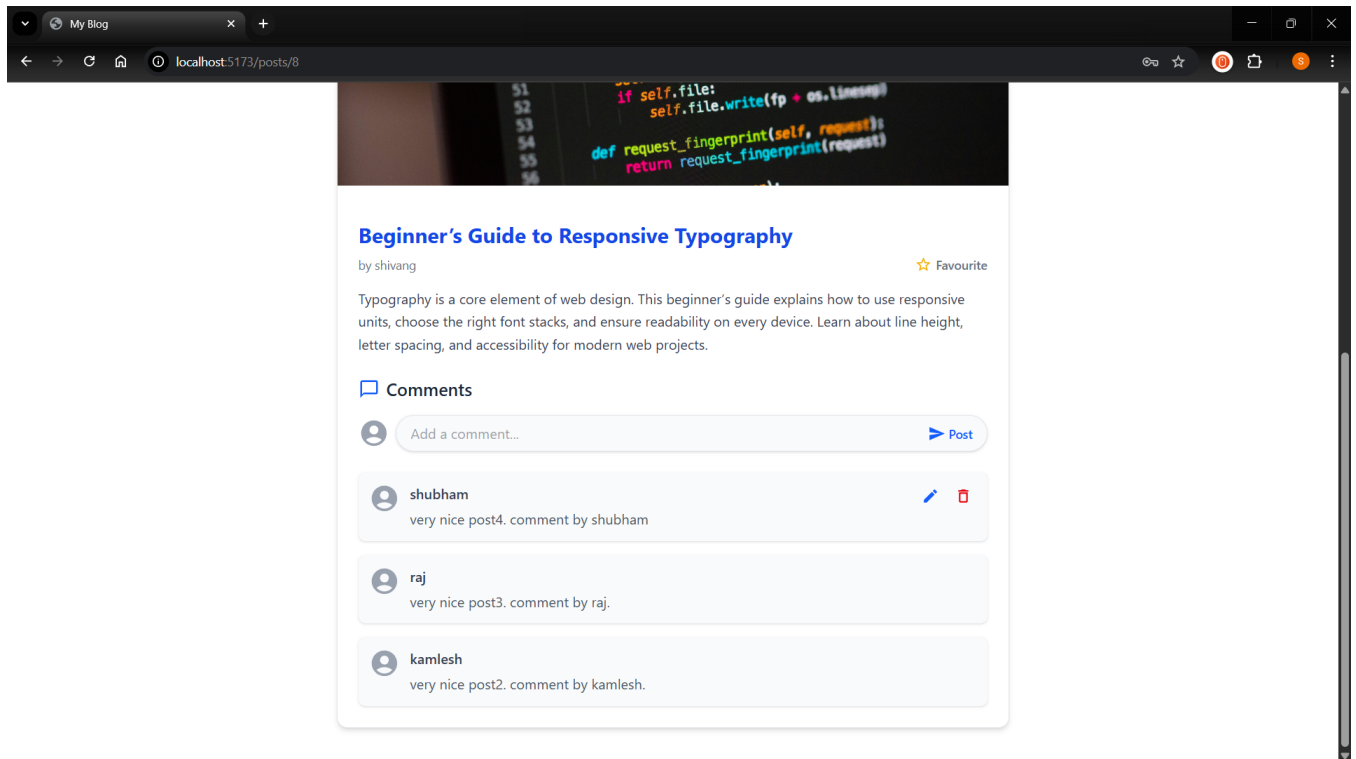 My Blog
localhost:5173/posts/8
S
51
52
53
54
55
56
if self.file:
self.file.write(fp + os.linesep)
def request_fingerprint(self, request):
return request_fingerprint(request)
Beginner’s Guide to Responsive Typography
by shivang
Favourite
Typography is a core element of web design. This beginner’s guide explains how to use responsive
units, choose the right font stacks, and ensure readability on every device. Learn about line height,
letter spacing, and accessibility for modern web projects.
Comments
Add a comment...
Post
shubham
very nice post4. comment by shubham
raj
very nice post3. comment by raj.
kamlesh
very nice post2. comment by kamlesh.